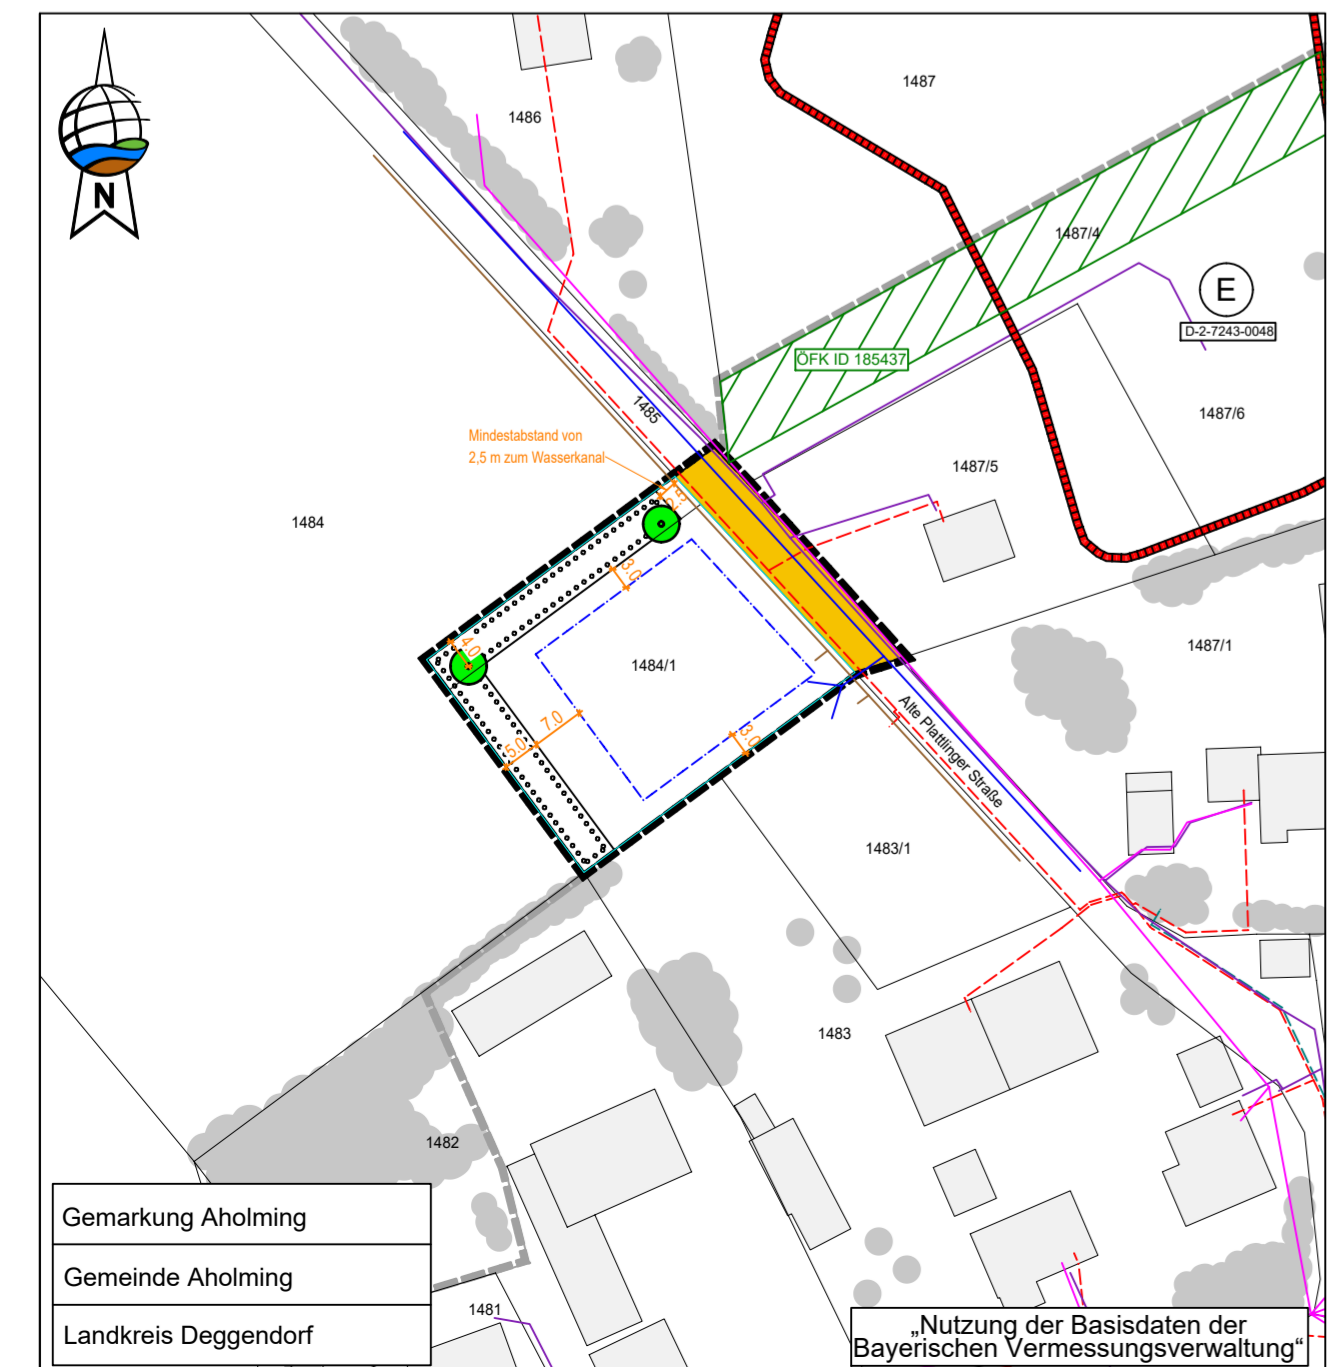 N
1486
1487
1487/4
E
D-2-7243-0048
ÖFK ID 185437
1485
1487/6
Mindestabstand von
2,5 m zum Wasserkanal
1487/5
2.5
1484
3.0
4.0
1484/1
1487/1
7.0
5.0
3.0
Alte Plattlinger Straße
1483/1
1483
1482
Gemarkung Aholming
Gemeinde Aholming
Landkreis Deggendorf
1481
„Nutzung der Basisdaten der
Bayerischen Vermessungsverwaltung“